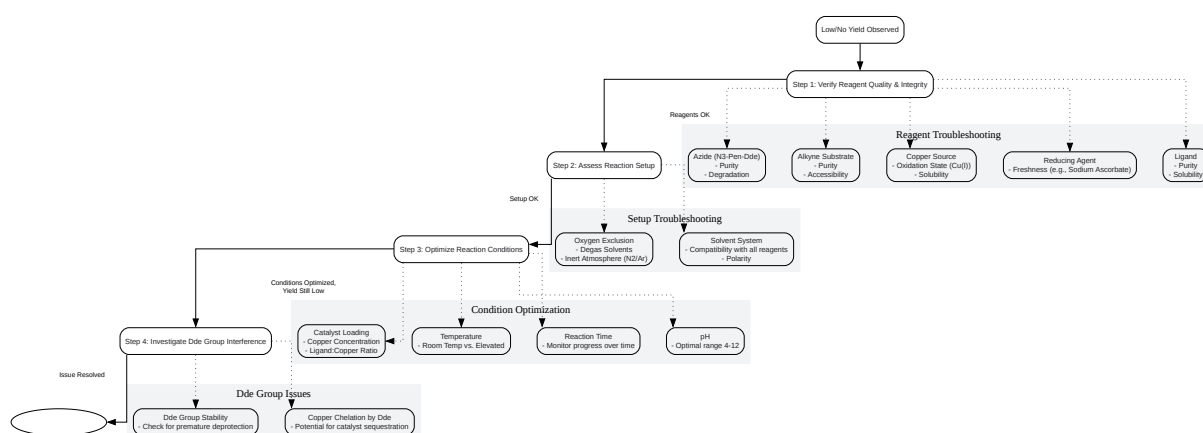 Low/No Yield Observed
Step 1: Verify Reagent Quality & Integrity
Reagents OK
Reagent Troubleshooting
Azide (N3-Pen-Dde)
- Purity
- Degradation
Alkyne Substrate
- Purity
- Accessibility
Copper Source
- Oxidation State (Cu(I))
- Solubility
Reducing Agent
- Freshness (e.g., Sodium Ascorbate)
Ligand
- Purity
- Solubility
Step 2: Assess Reaction Setup
Setup OK
Setup Troubleshooting
Oxygen Exclusion
- Degas Solvents
- Inert Atmosphere (N2/Ar)
Solvent System
- Compatibility with all reagents
- Polarity
Step 3: Optimize Reaction Conditions
Conditions Optimized,
Yield Still Low
Condition Optimization
Catalyst Loading
- Copper Concentration
- Ligand:Copper Ratio
Temperature
- Room Temp vs. Elevated
Reaction Time
- Monitor progress over time
pH
- Optimal range 4-12
Step 4: Investigate Dde Group Interference
Issue Resolved
Dde Group Issues
Dde Group Stability
- Check for premature deprotection
Copper Chelation by Dde
- Potential for catalyst sequestration